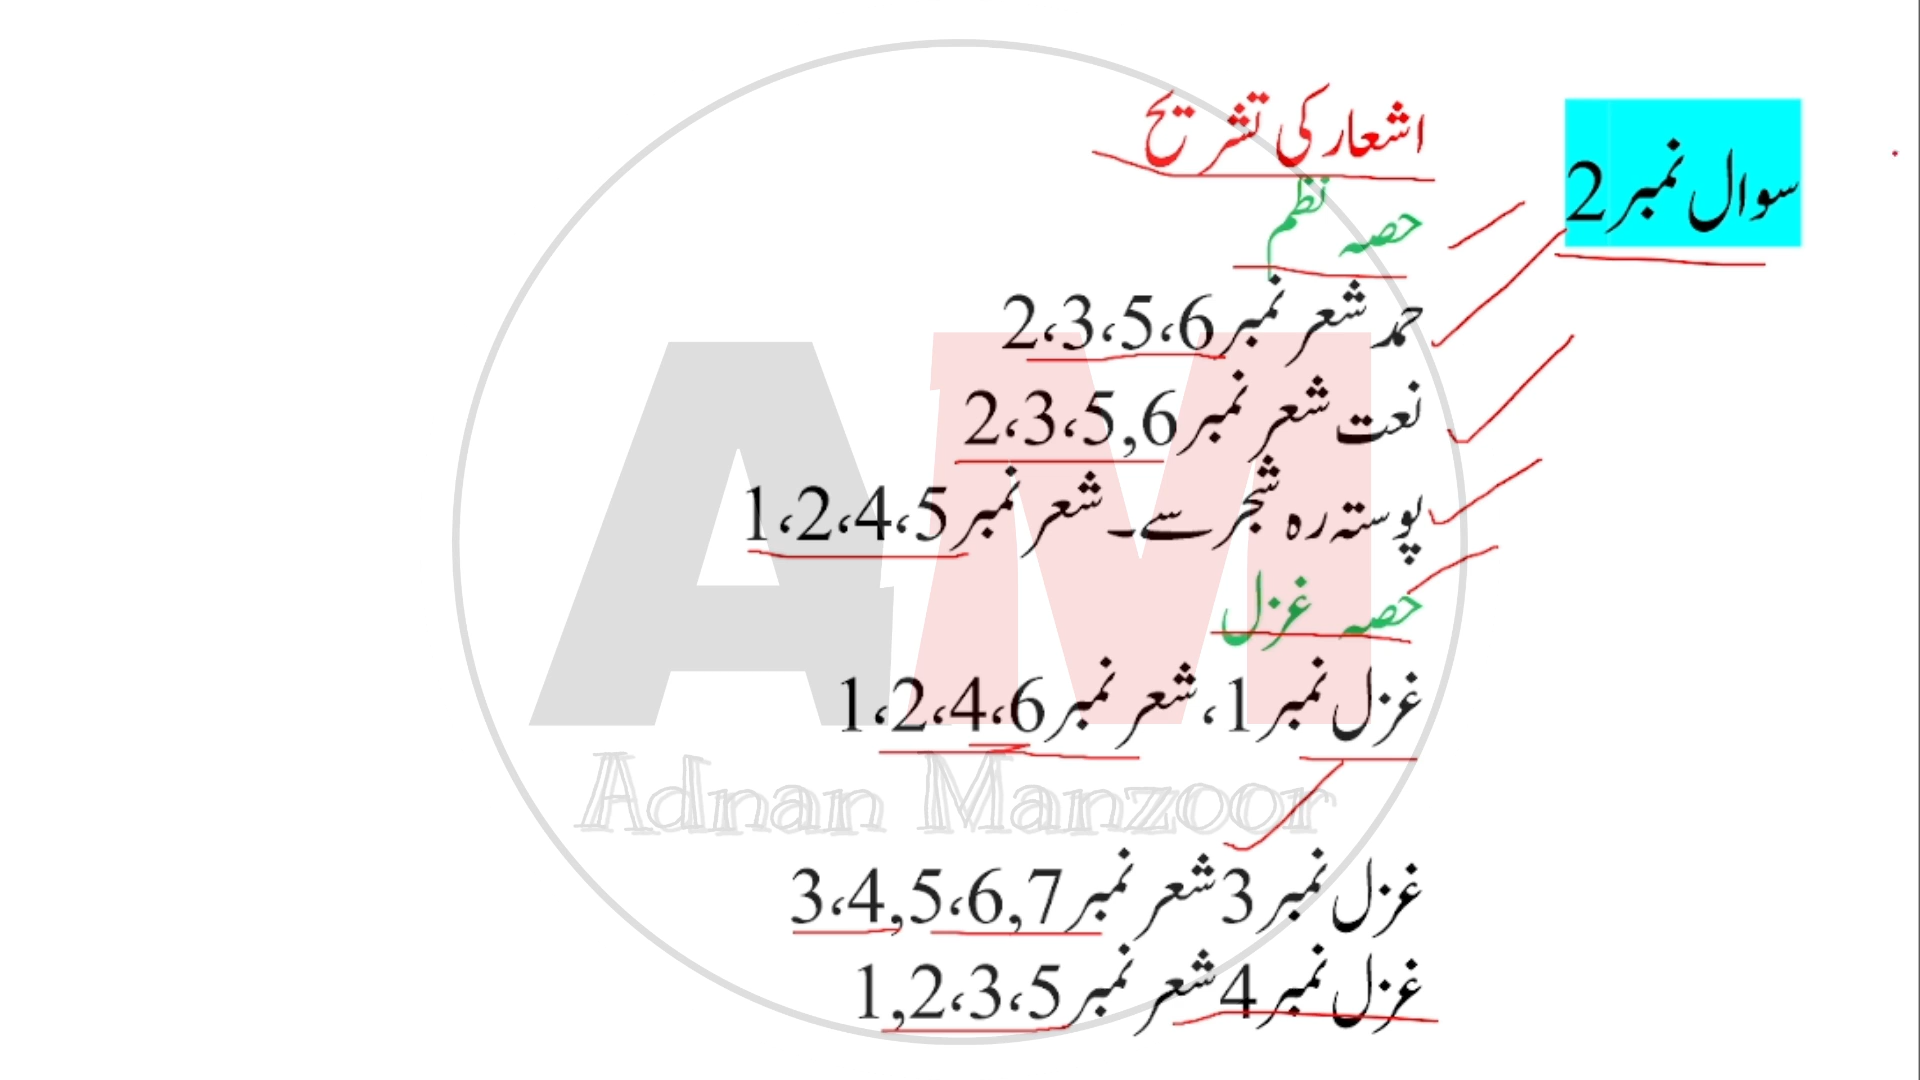 سوال نمبر 2
اشعار کی تشریح
حصہ نظم
حمد شعر نمبر 2،3،5،6
نعت شعر نمبر 2،3،5,6
پوستہ رہ شجر سے۔ شعر نمبر 1،2،4،5
حصہ غزل
غزل نمبر 1، شعر نمبر 1،2،4،6
غزل نمبر 3 شعر نمبر 3،4,5،6,7
غزل نمبر 4 شعر نمبر 1,2،3،5
AM
Adnan Manzoor